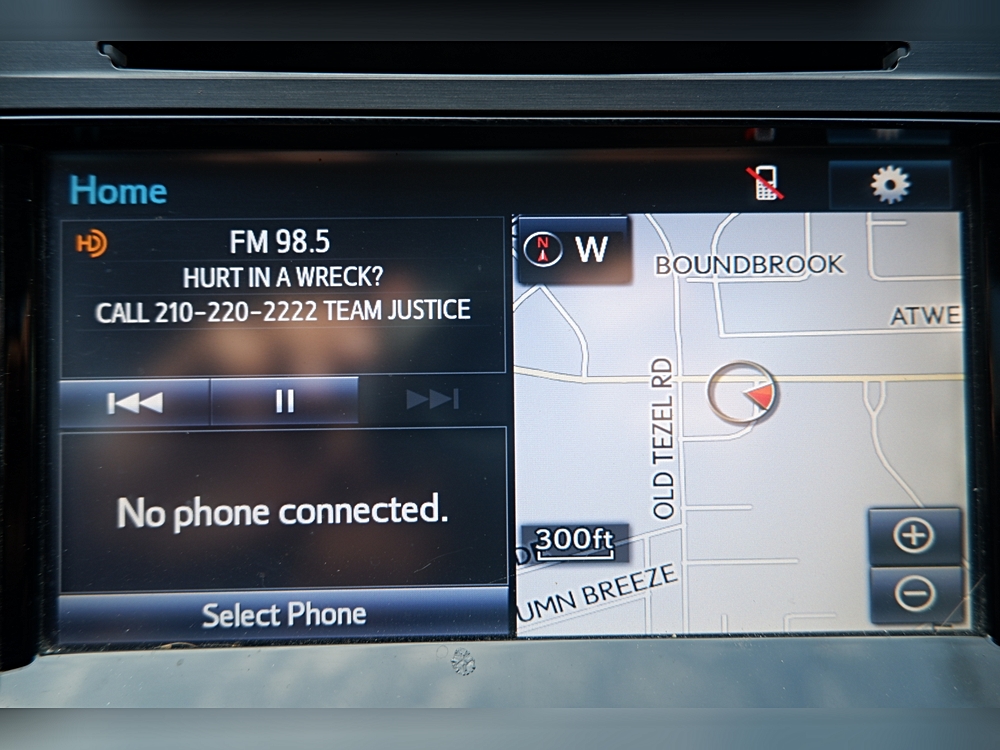 Home
HD
FM 98.5
HURT IN A WRECK?
CALL 210-220-2222 TEAM JUSTICE
No phone connected.
Select Phone
N
W
BOUNDBROOK
ATWE
OLD TEZEL RD
300ft
UMN BREEZE